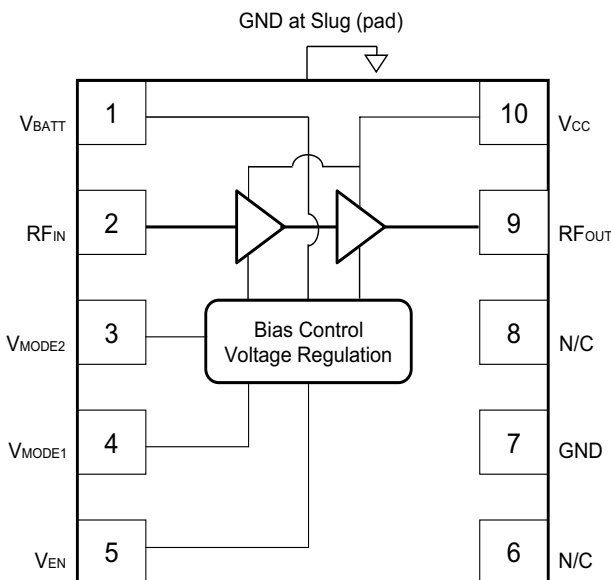 GND at Slug (pad)
VBATT 1
10 VCC
RFIN 2
9 RFOUT
VMODE2 3
Bias Control
Voltage Regulation
8 N/C
VMODE1 4
7 GND
VEN 5
6 N/C